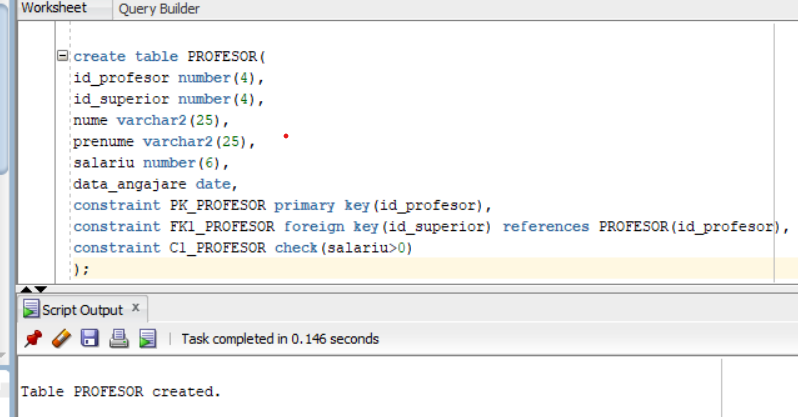 Worksheet Query Builder
create table PROFESOR(
id_profesor number(4),
id_superior number(4),
nume varchar2(25),
prenume varchar2(25),
salariu number(6),
data_angajare date,
constraint PK_PROFESOR primary key(id_profesor),
constraint FK1_PROFESOR foreign key(id_superior) references PROFESOR(id_profesor),
constraint C1_PROFESOR check(salariu>0)
);
Script Output x
Task completed in 0.146 seconds
Table PROFESOR created.